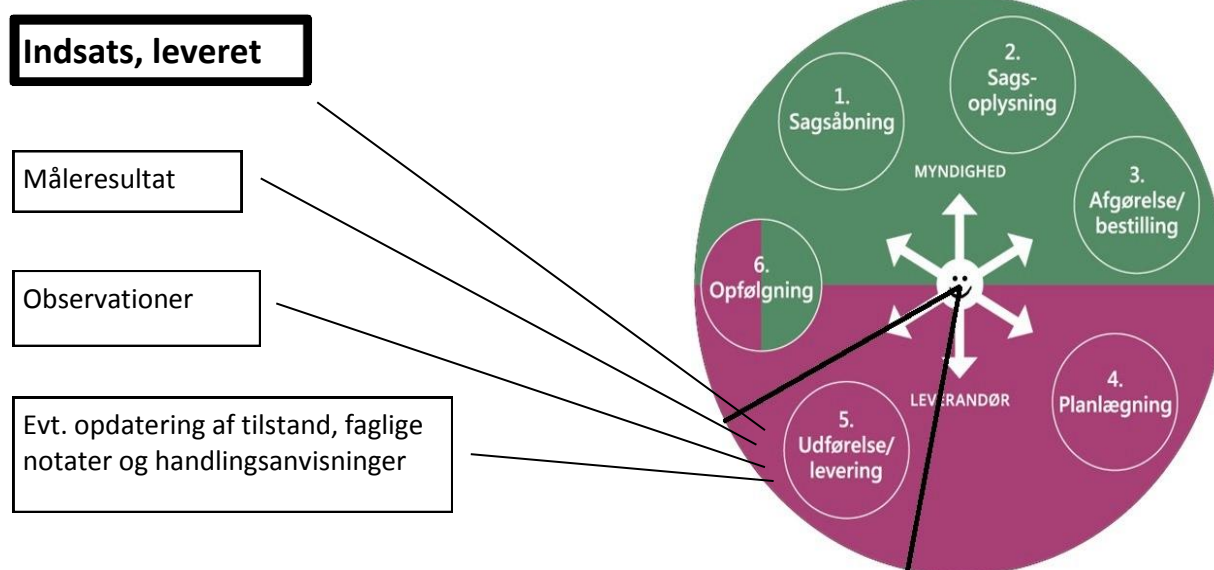 Indsats, leveret
Måleresultat
Observationer
Evt. opdatering af tilstand, faglige
notater og handlingsanvisninger
1.
Sagsåbning
2.
Sags-
oplysning
3.
Afgørelse/
bestilling
MYNDIGHED
6.
Opfølgning
LEVERANDØR
4.
Planlægning
5.
Udførelse/
levering